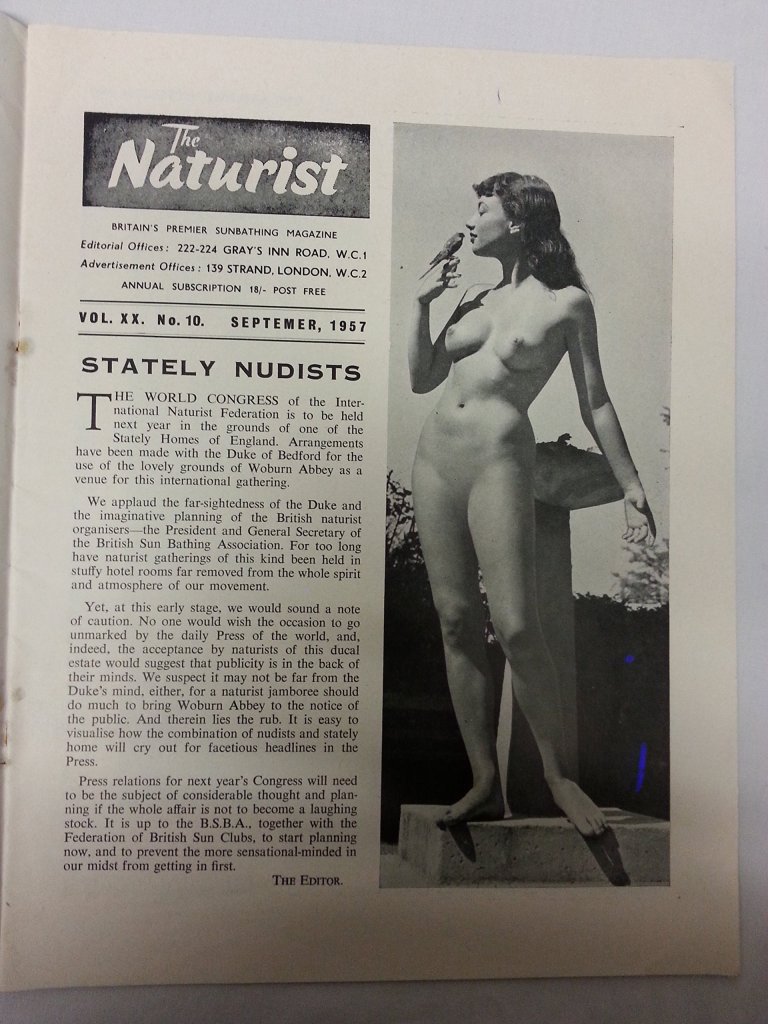 The
Naturist
BRITAIN'S PREMIER SUNBATHING MAGAZINE
Editorial Offices: 222-224 GRAY'S INN ROAD, W.C.1
Advertisement Offices: 139 STRAND, LONDON, W.C.2
ANNUAL SUBSCRIPTION 18/- POST FREE
VOL. XX. No. 10. SEPTEMER, 1957
STATELY NUDISTS
THE WORLD CONGRESS of the Inter-
national Naturist Federation is to be held
next year in the grounds of one of the
Stately Homes of England. Arrangements
have been made with the Duke of Bedford for the
use of the lovely grounds of Woburn Abbey as a
venue for this international gathering.
We applaud the far-sightedness of the Duke and
the imaginative planning of the British naturist
organisers—the President and General Secretary of
the British Sun Bathing Association. For too long
have naturist gatherings of this kind been held in
stuffy hotel rooms far removed from the whole spirit
and atmosphere of our movement.
Yet, at this early stage, we would sound a note
of caution. No one would wish the occasion to go
unmarked by the daily Press of the world, and,
indeed, the acceptance by naturists of this ducal
estate would suggest that publicity is in the back of
their minds. We suspect it may not be far from the
Duke's mind, either, for a naturist jamboree should
do much to bring Woburn Abbey to the notice of
the public. And therein lies the rub. It is easy to
visualise how the combination of nudists and stately
home will cry out for facetious headlines in the
Press.
Press relations for next year's Congress will need
to be the subject of considerable thought and plan-
ning if the whole affair is not to become a laughing
stock. It is up to the B.S.B.A., together with the
Federation of British Sun Clubs, to start planning
now, and to prevent the more sensational-minded in
our midst from getting in first.
THE EDITOR.